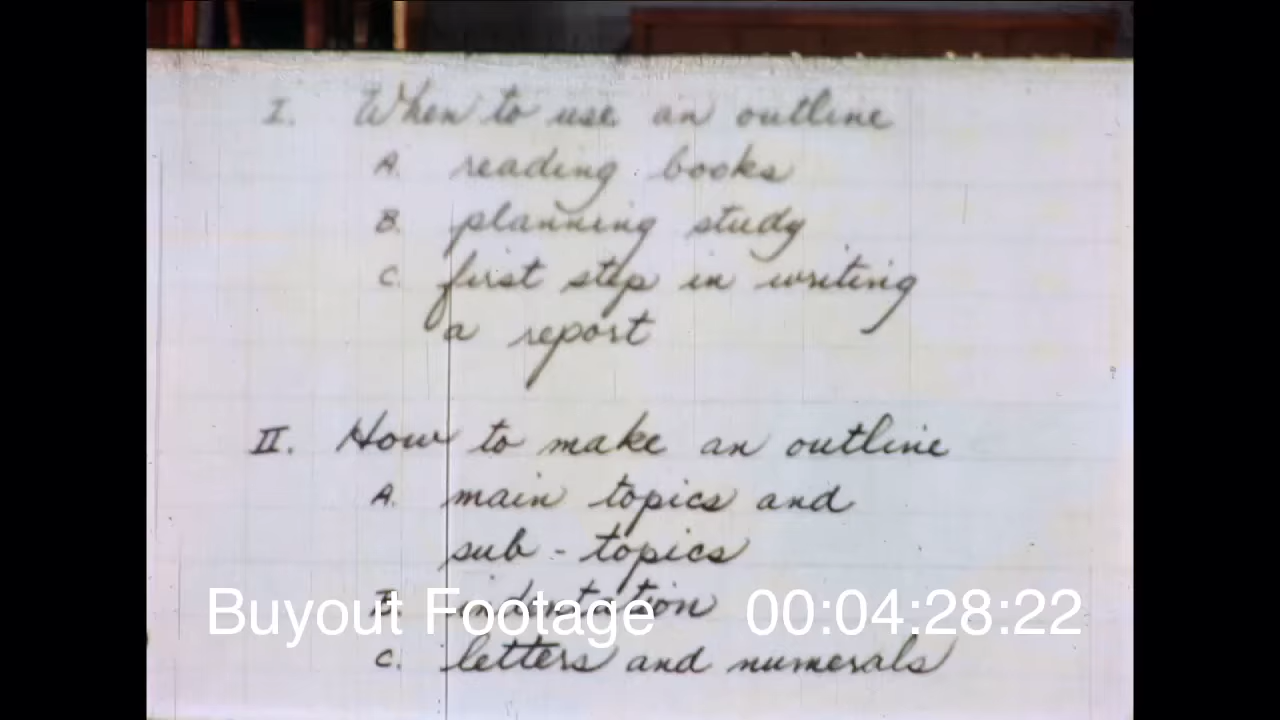 I. When to use an outline
A. reading books
B. planning study
C. first step in writing
a report
II. How to make an outline
A. main topics and
sub-topics
B. indentation
C. letters and numerals
Buyout Footage 00:04:28:22